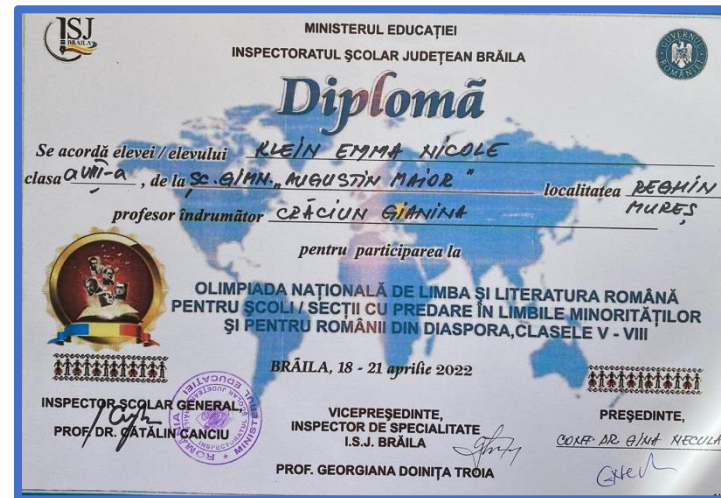 ISJ
BRĂILA
MINISTERUL EDUCAȚIEI
INSPECTORATUL ȘCOLAR JUDEȚEAN BRĂILA
GUVERNUL ROMÂNIEI
Diplomă
Se acordă elevei / elevului KLEIN EMMA NICOLE
clasa a VIII-a, de la ȘC. GIMN. „AUGUSTIN MAIOR" localitatea REGHIN
MUREȘ
profesor îndrumător CRĂCIUN GIANINA
pentru participarea la
OLIMPIADA NAȚIONALĂ DE LIMBA ȘI LITERATURA ROMÂNĂ
PENTRU ȘCOLI / SECȚII CU PREDARE ÎN LIMBILE MINORITĂȚILOR
ȘI PENTRU ROMÂNII DIN DIASPORA, CLASELE V - VIII
BRĂILA, 18 - 21 aprilie 2022
INSPECTOR ȘCOLAR GENERAL,
PROF. DR. CĂTĂLIN CANCIU
VICEPREȘEDINTE,
INSPECTOR DE SPECIALITATE
I.S.J. BRĂILA
PROF. GEORGIANA DOINIȚA TROIA
PREȘEDINTE,
CONF. DR. GINA NECULA